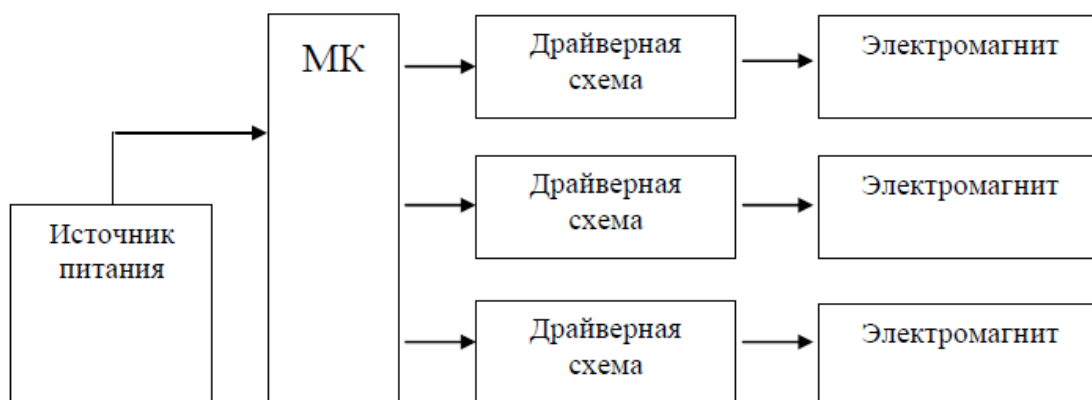 МК
Драйверная
схема
Электромагнит
Драйверная
схема
Электромагнит
Источник
питания
Драйверная
схема
Электромагнит